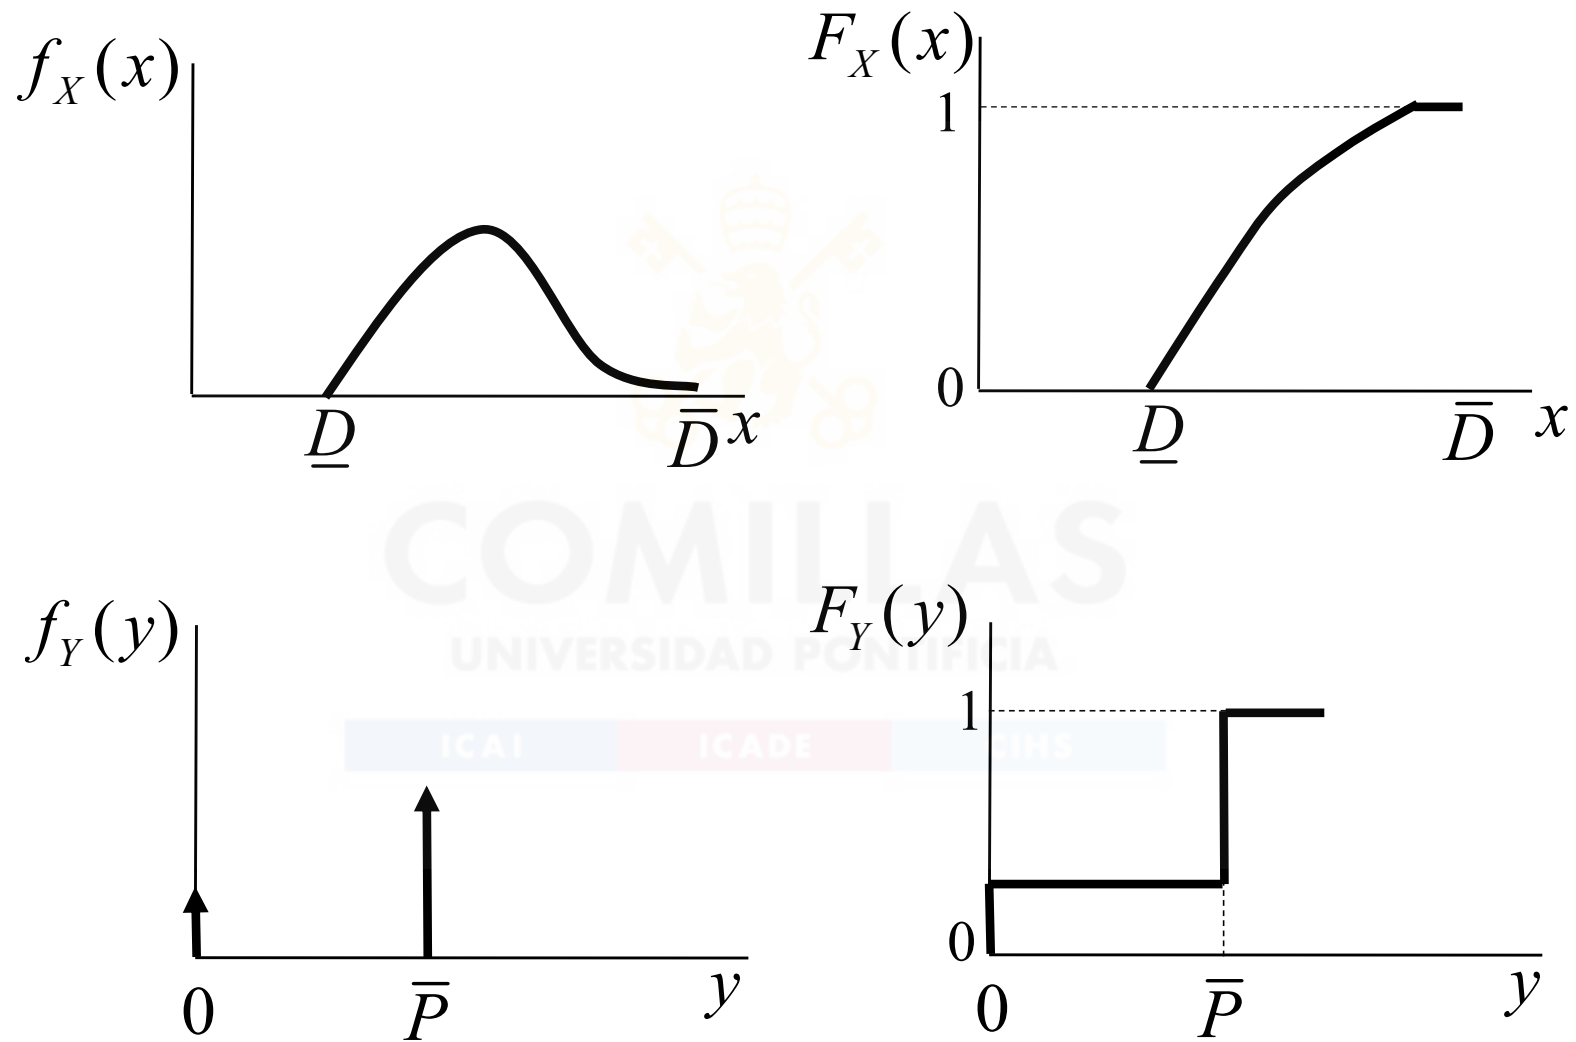 f_X(x)
F_X(x)
1
0
D̲
D̅ x
D̲
D̅ x
COMILLAS
UNIVERSIDAD PONTIFICIA
ICAI ICADE CIHS
f_Y(y)
F_Y(y)
1
0
0
P̅
y
0
P̅
y